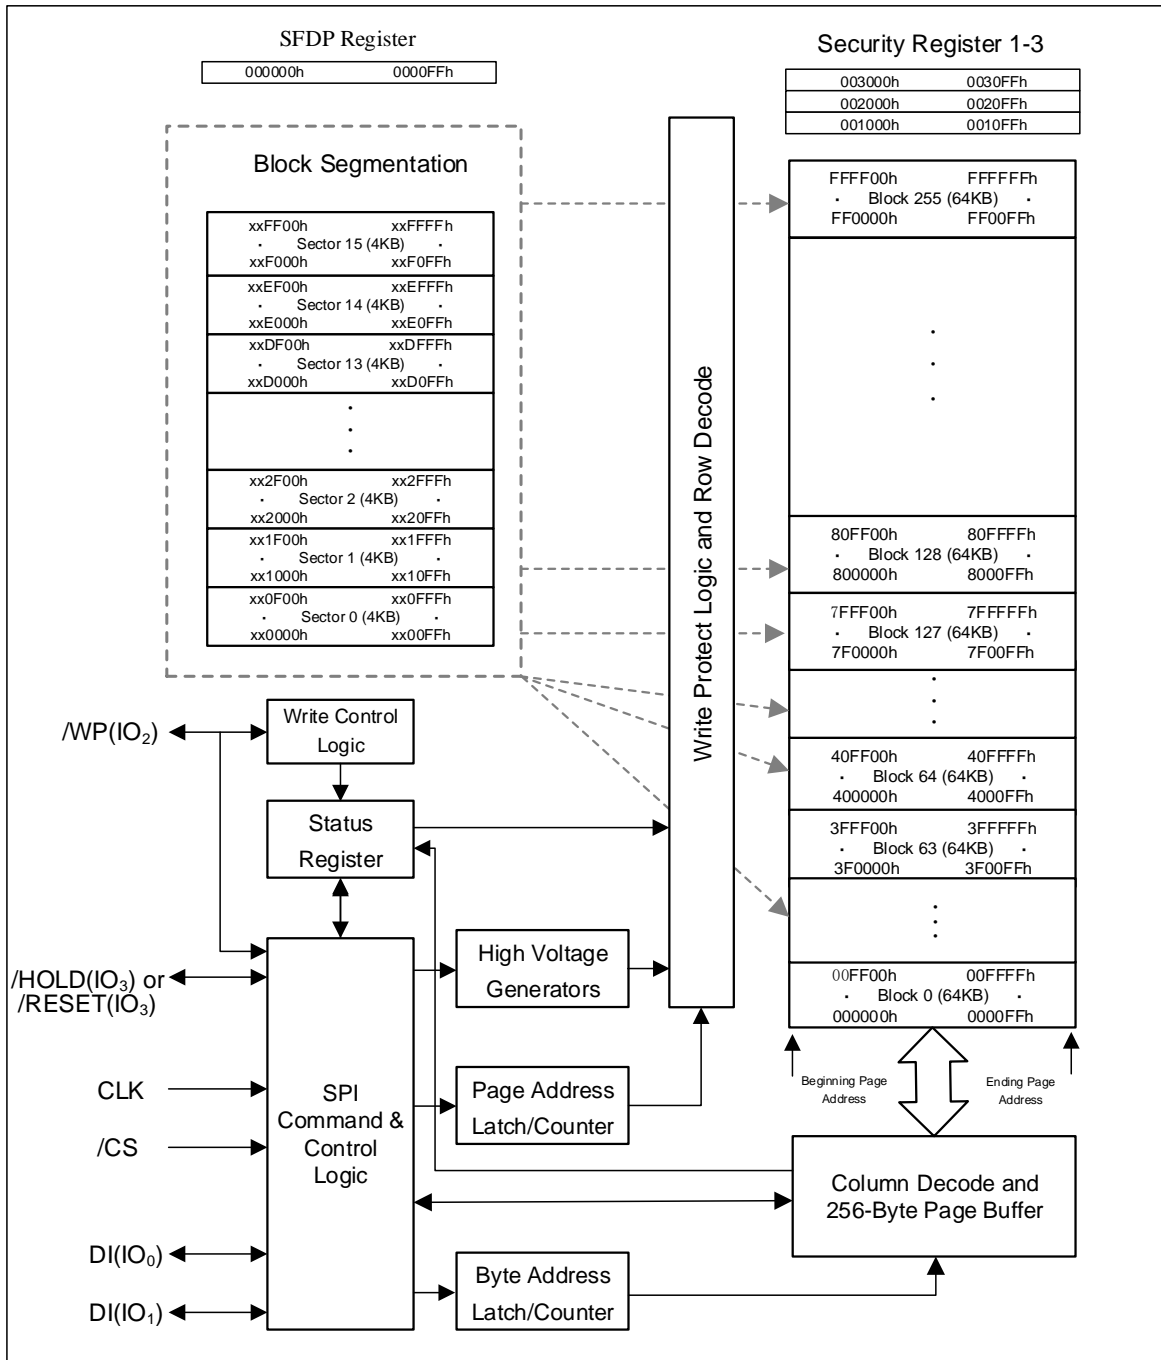 SFDP Register
000000h 0000FFh
Security Register 1-3
003000h 0030FFh
002000h 0020FFh
001000h 0010FFh
Block Segmentation
xxFF00h xxFFFFh
· Sector 15 (4KB) ·
xxF000h xxF0FFh
xxEF00h xxEFFFh
· Sector 14 (4KB) ·
xxE000h xxE0FFh
xxDF00h xxDFFFh
· Sector 13 (4KB) ·
xxD000h xxD0FFh
xx2F00h xx2FFFh
· Sector 2 (4KB) ·
xx2000h xx20FFh
xx1F00h xx1FFFh
· Sector 1 (4KB) ·
xx1000h xx10FFh
xx0F00h xx0FFFh
· Sector 0 (4KB) ·
xx0000h xx00FFh
Write Protect Logic and Row Decode
FFFF00h FFFFFFh
· Block 255 (64KB) ·
FF0000h FF00FFh
80FF00h 80FFFFh
· Block 128 (64KB) ·
800000h 8000FFh
7FFF00h 7FFFFFh
· Block 127 (64KB) ·
7F0000h 7F00FFh
40FF00h 40FFFFh
· Block 64 (64KB) ·
400000h 4000FFh
3FFF00h 3FFFFFh
· Block 63 (64KB) ·
3F0000h 3F00FFh
00FF00h 00FFFFh
· Block 0 (64KB) ·
000000h 0000FFh
Beginning Page
Address
Ending Page
Address
/WP(IO₂)
Write Control
Logic
Status
Register
/HOLD(IO₃) or
/RESET(IO₃)
High Voltage
Generators
CLK
/CS
SPI
Command &
Control
Logic
Page Address
Latch/Counter
Column Decode and
256-Byte Page Buffer
DI(IO₀)
DI(IO₁)
Byte Address
Latch/Counter